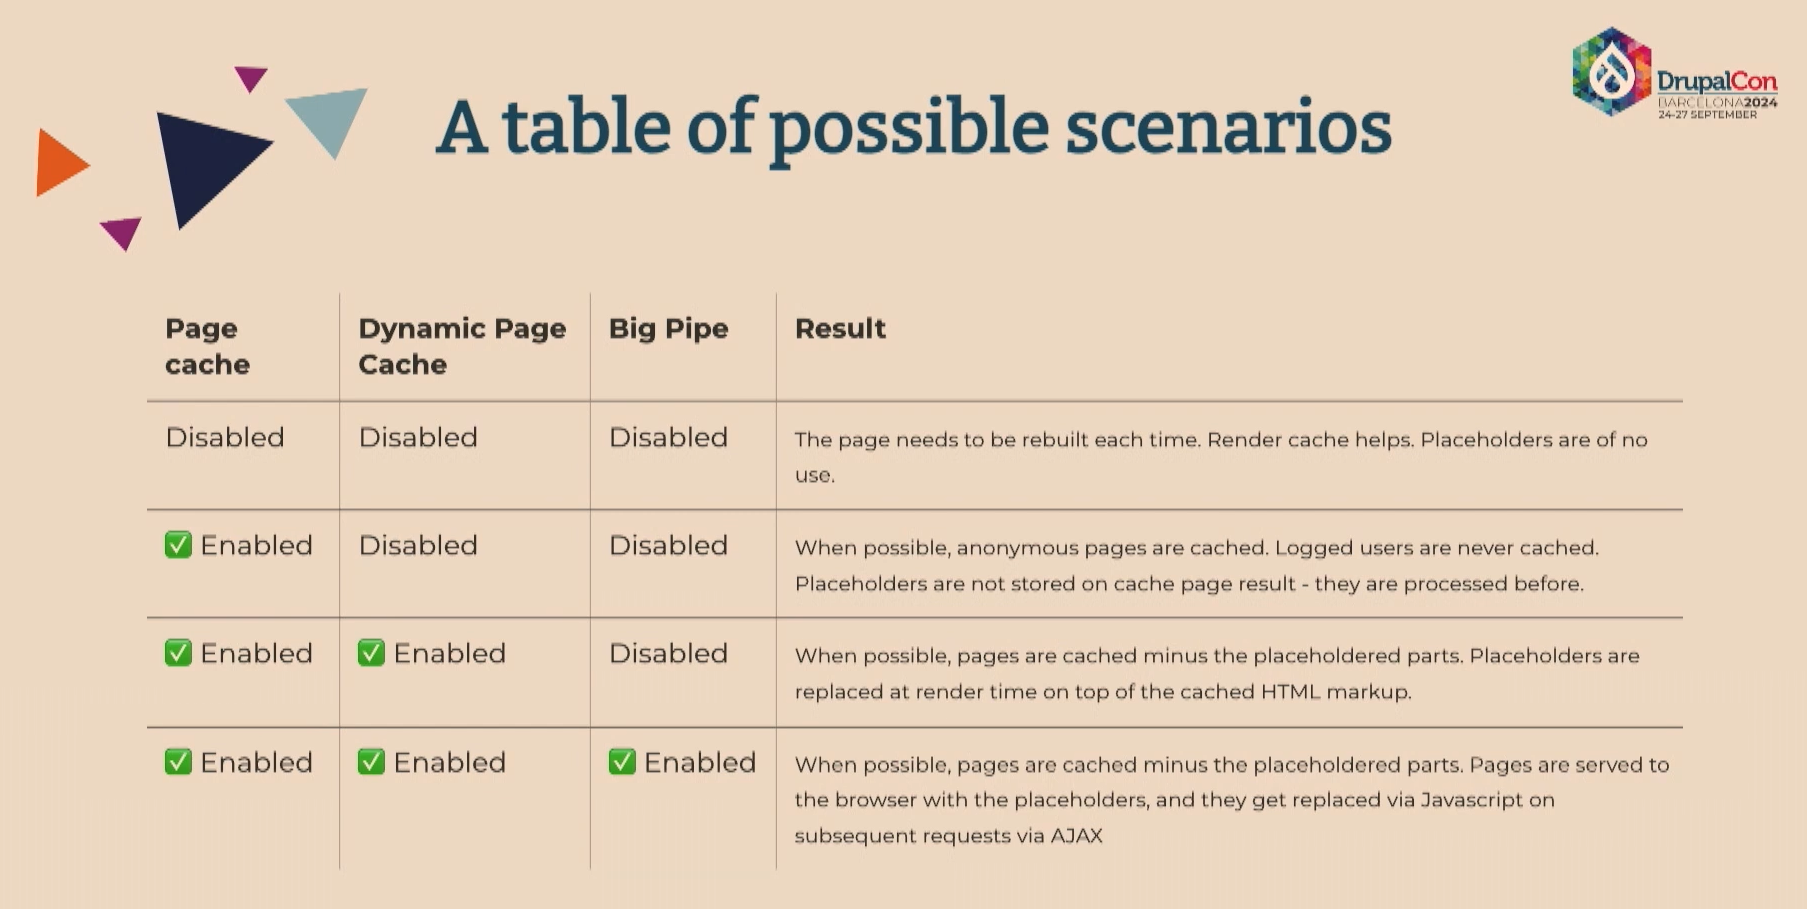 A table of possible scenarios
DrupalCon
BARCELONA2024
24-27 SEPTEMBER
Page cache
Dynamic Page Cache
Big Pipe
Result
Disabled
Disabled
Disabled
The page needs to be rebuilt each time. Render cache helps. Placeholders are of no
use.
✅ Enabled
Disabled
Disabled
When possible, anonymous pages are cached. Logged users are never cached.
Placeholders are not stored on cache page result - they are processed before.
✅ Enabled
✅ Enabled
Disabled
When possible, pages are cached minus the placeholdered parts. Placeholders are
replaced at render time on top of the cached HTML markup.
✅ Enabled
✅ Enabled
✅ Enabled
When possible, pages are cached minus the placeholdered parts. Pages are served to
the browser with the placeholders, and they get replaced via Javascript on
subsequent requests via AJAX